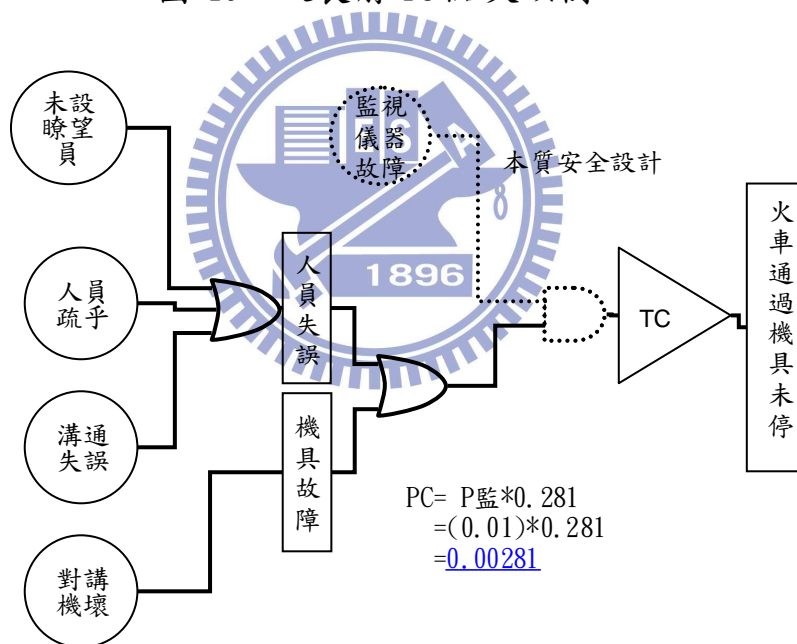 未設
瞭望
員
監視
儀器
故障
本質安全設計
人員
疏乎
人
員
失
誤
1896
TC
火
車
通
過
機
具
未
停
溝通
失誤
機
具
故
障
PC= P監*0.281
=(0.01)*0.281
=0.00281
對講
機壞